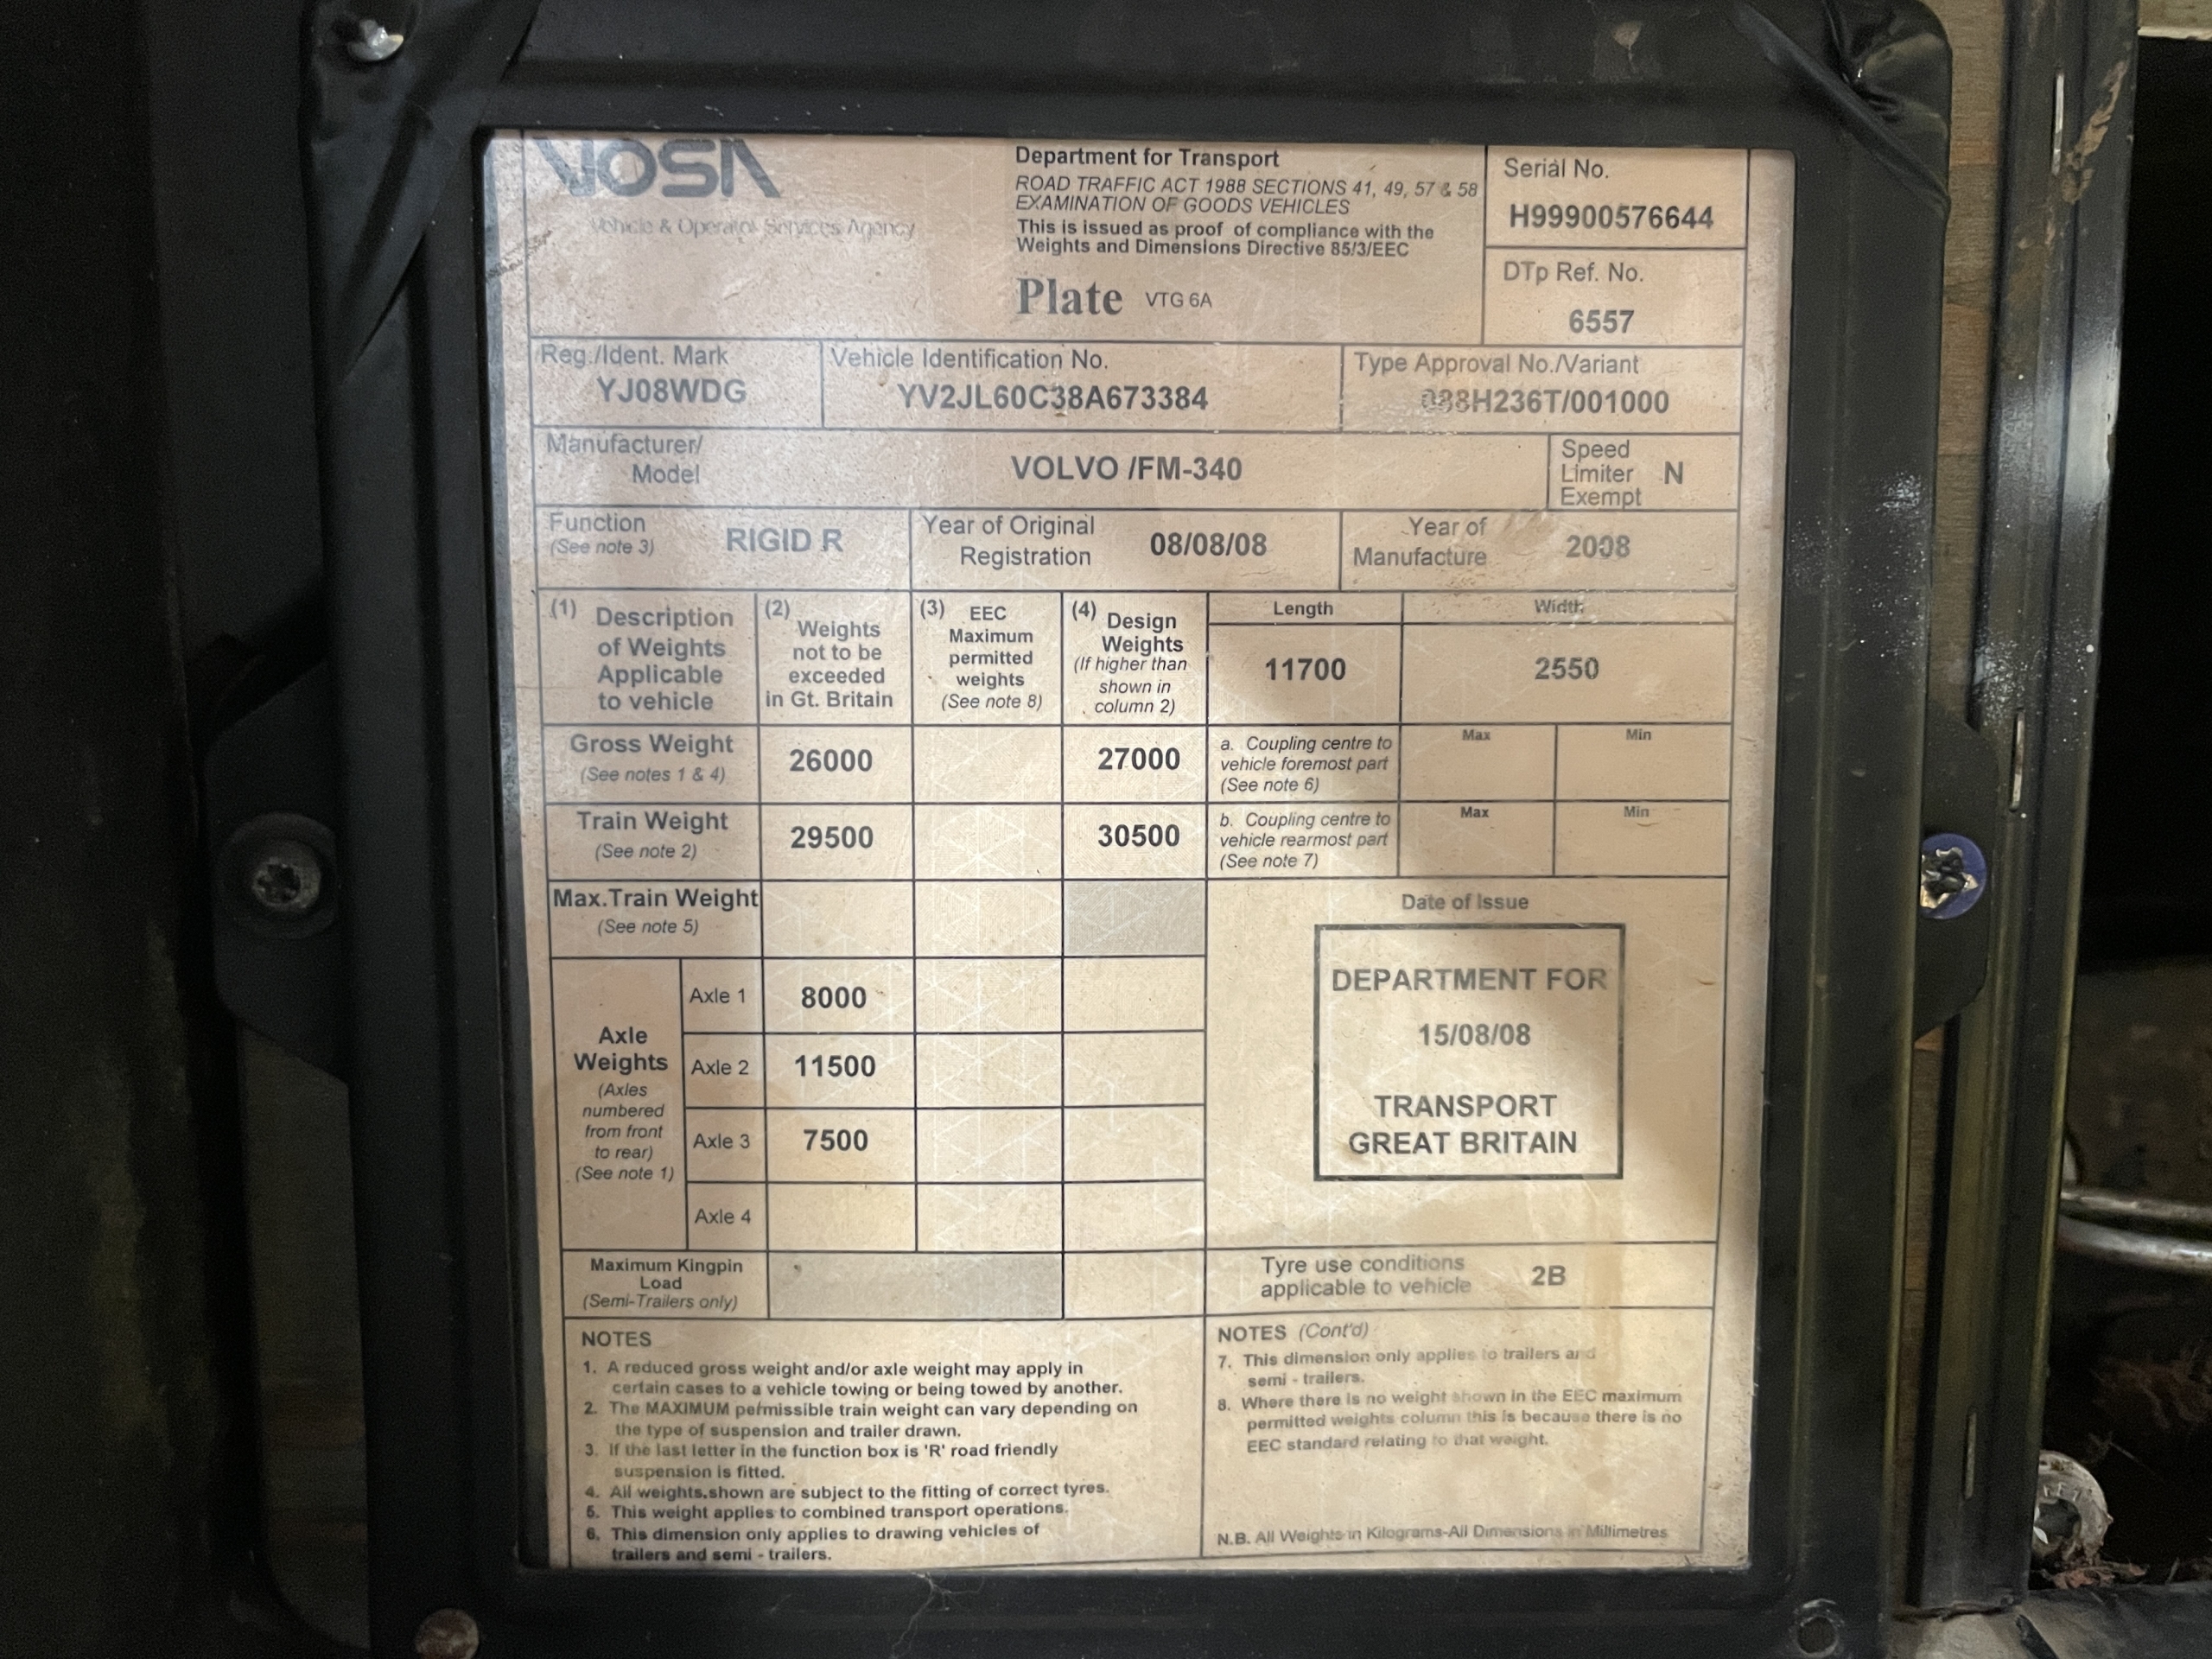 VOSA
Vehicle & Operator Services Agency
Department for Transport
ROAD TRAFFIC ACT 1988 SECTIONS 41, 49, 57 & 58
EXAMINATION OF GOODS VEHICLES
This is issued as proof of compliance with the
Weights and Dimensions Directive 85/3/EEC
Plate VTG 6A
Serial No.
H99900576644
DTp Ref. No.
6557
Reg./Ident. Mark
YJ08WDG
Vehicle Identification No.
YV2JL60C38A673384
Type Approval No./Variant
088H236T/001000
Manufacturer/
Model
VOLVO /FM-340
Speed
Limiter N
Exempt
Function
(See note 3)
RIGID R
Year of Original
Registration
08/08/08
Year of
Manufacture
2008
(1) Description
of Weights
Applicable
to vehicle
(2) Weights
not to be
exceeded
in Gt. Britain
(3) EEC
Maximum
permitted
weights
(See note 8)
(4) Design
Weights
(If higher than
shown in
column 2)
Length
11700
Width
2550
Gross Weight
(See notes 1 & 4)
26000
27000
a. Coupling centre to
vehicle foremost part
(See note 6)
Max
Min
Train Weight
(See note 2)
29500
30500
b. Coupling centre to
vehicle rearmost part
(See note 7)
Max
Min
Max.Train Weight
(See note 5)
Axle
Weights
(Axles
numbered
from front
to rear)
(See note 1)
Axle 1 8000
Axle 2 11500
Axle 3 7500
Axle 4
Date of Issue
DEPARTMENT FOR
15/08/08
TRANSPORT
GREAT BRITAIN
Maximum Kingpin
Load
(Semi-Trailers only)
Tyre use conditions
applicable to vehicle
2B
NOTES
1. A reduced gross weight and/or axle weight may apply in
certain cases to a vehicle towing or being towed by another.
2. The MAXIMUM permissible train weight can vary depending on
the type of suspension and trailer drawn.
3. If the last letter in the function box is 'R' road friendly
suspension is fitted.
4. All weights shown are subject to the fitting of correct tyres.
5. This weight applies to combined transport operations.
6. This dimension only applies to drawing vehicles of
trailers and semi - trailers.
NOTES (Cont'd)
7. This dimension only applies to trailers and
semi - trailers.
8. Where there is no weight shown in the EEC maximum
permitted weights column this is because there is no
EEC standard relating to that weight.
N.B. All Weights in Kilograms-All Dimensions in Millimetres